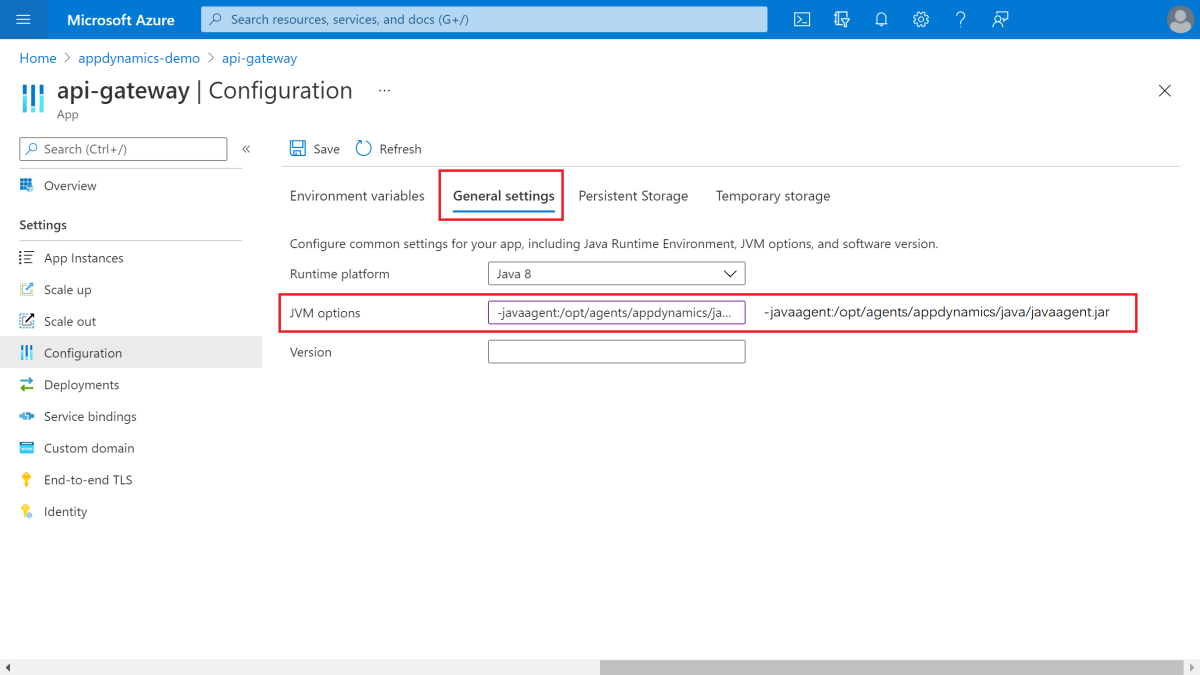 Microsoft Azure
Search resources, services, and docs (G+/)
Home > appdynamics-demo > api-gateway
api-gateway | Configuration ...
App
Search (Ctrl+/)
«
Overview
Settings
App Instances
Scale up
Scale out
Configuration
Deployments
Service bindings
Custom domain
End-to-end TLS
Identity
Save Refresh
Environment variables General settings Persistent Storage Temporary storage
Configure common settings for your app, including Java Runtime Environment, JVM options, and software version.
Runtime platform Java 8
JVM options -javaagent:/opt/agents/appdynamics/ja... -javaagent:/opt/agents/appdynamics/java/javaagent.jar
Version